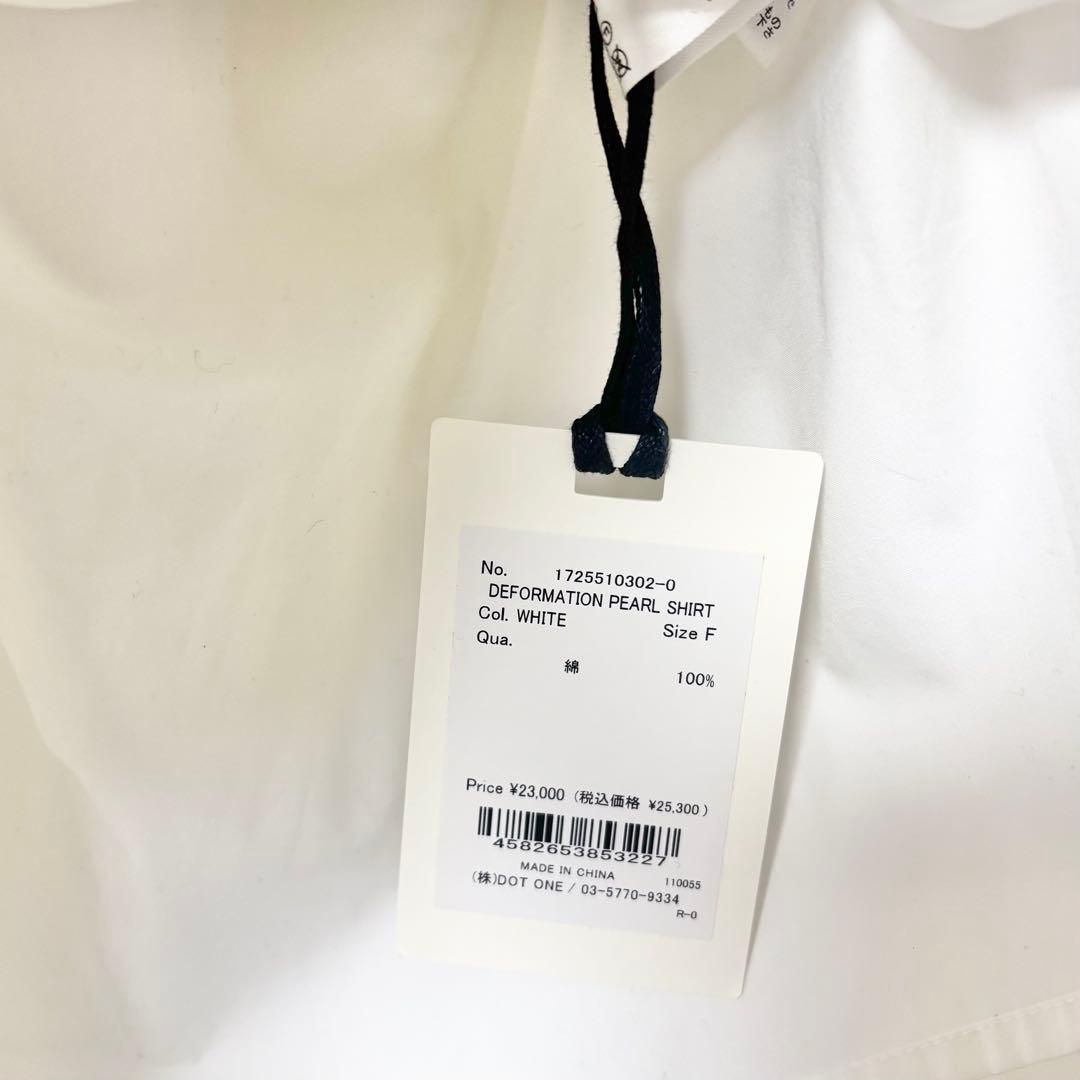 No. 1725510302-0
DEFORMATION PEARL SHIRT
Col. WHITE Size F
Qua.
綿 100%
Price ¥23,000 (税込価格 ¥25,300)
4582653853227
MADE IN CHINA 110055
(株)DOT ONE / 03-5770-9334
R-0